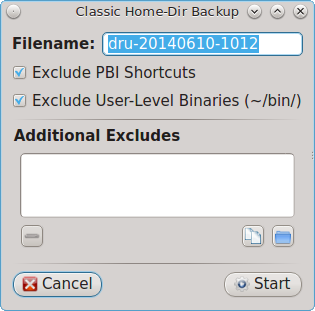 Classic Home-Dir Backup
Filename: dru-20140610-1012
Exclude PBI Shortcuts
Exclude User-Level Binaries (~/bin/)
Additional Excludes
Cancel Start